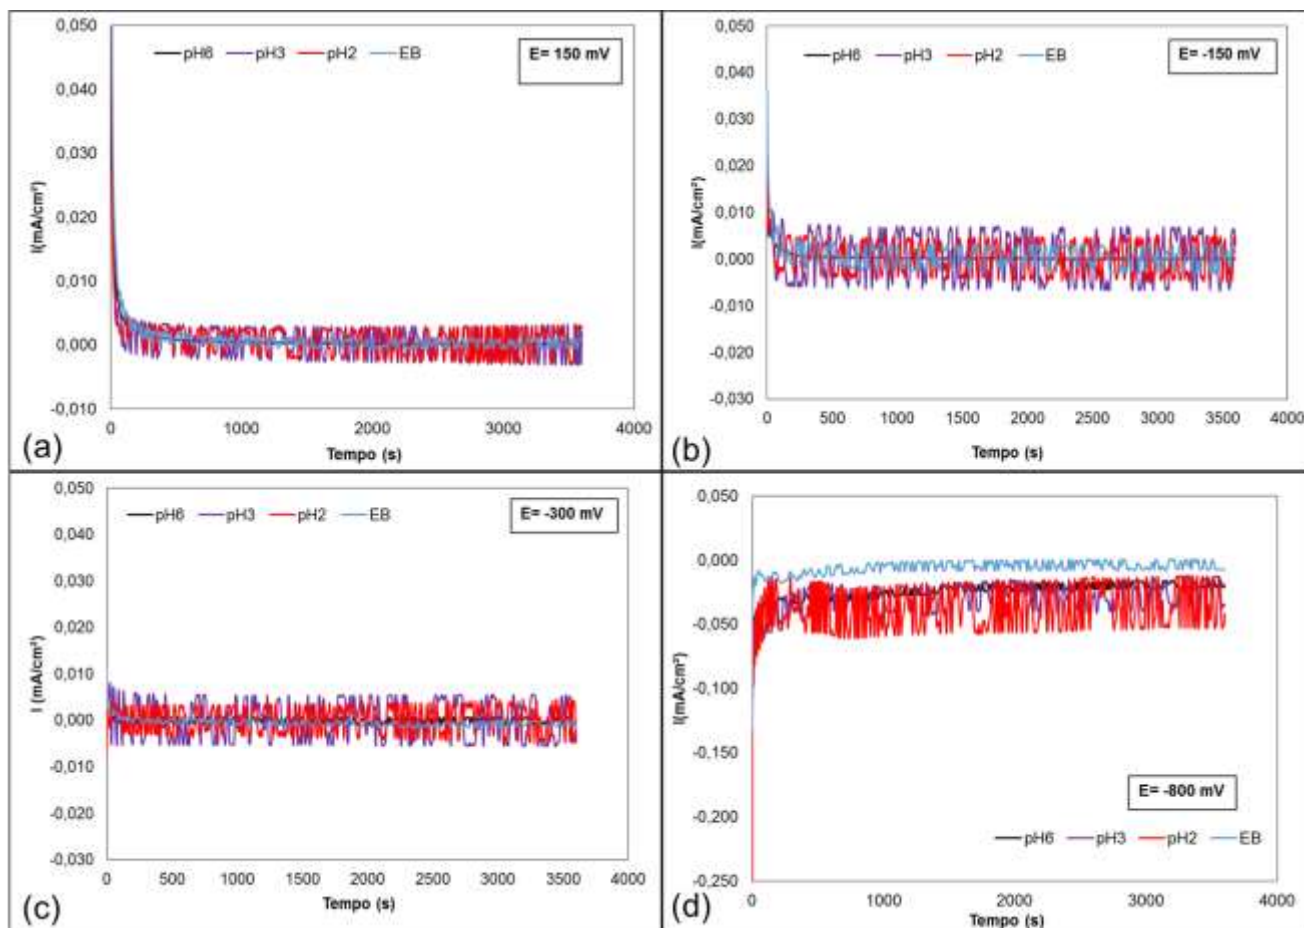 0,050
0,040
0,030
0,020
0,010
0,000
-0,010
I(mA/cm²)
pH6 pH3 pH2 EB
E= 150 mV
0 1000 2000 3000 4000
Tempo (s)
(a)
0,050
0,040
0,030
0,020
0,010
0,000
-0,010
-0,020
-0,030
I(mA/cm²)
pH6 pH3 pH2 EB
E= -150 mV
0 500 1000 1500 2000 2500 3000 3500 4000
Tempo (s)
(b)
0,050
0,040
0,030
0,020
0,010
0,000
-0,010
-0,020
-0,030
I (mA/cm²)
pH6 pH3 pH2 EB
E= -300 mV
0 500 1000 1500 2000 2500 3000 3500 4000
Tempo (s)
(c)
0,050
0,000
-0,050
-0,100
-0,150
-0,200
-0,250
I(mA/cm²)
E= -800 mV
pH6 pH3 pH2 EB
0 1000 2000 3000 4000
Tempo (s)
(d)